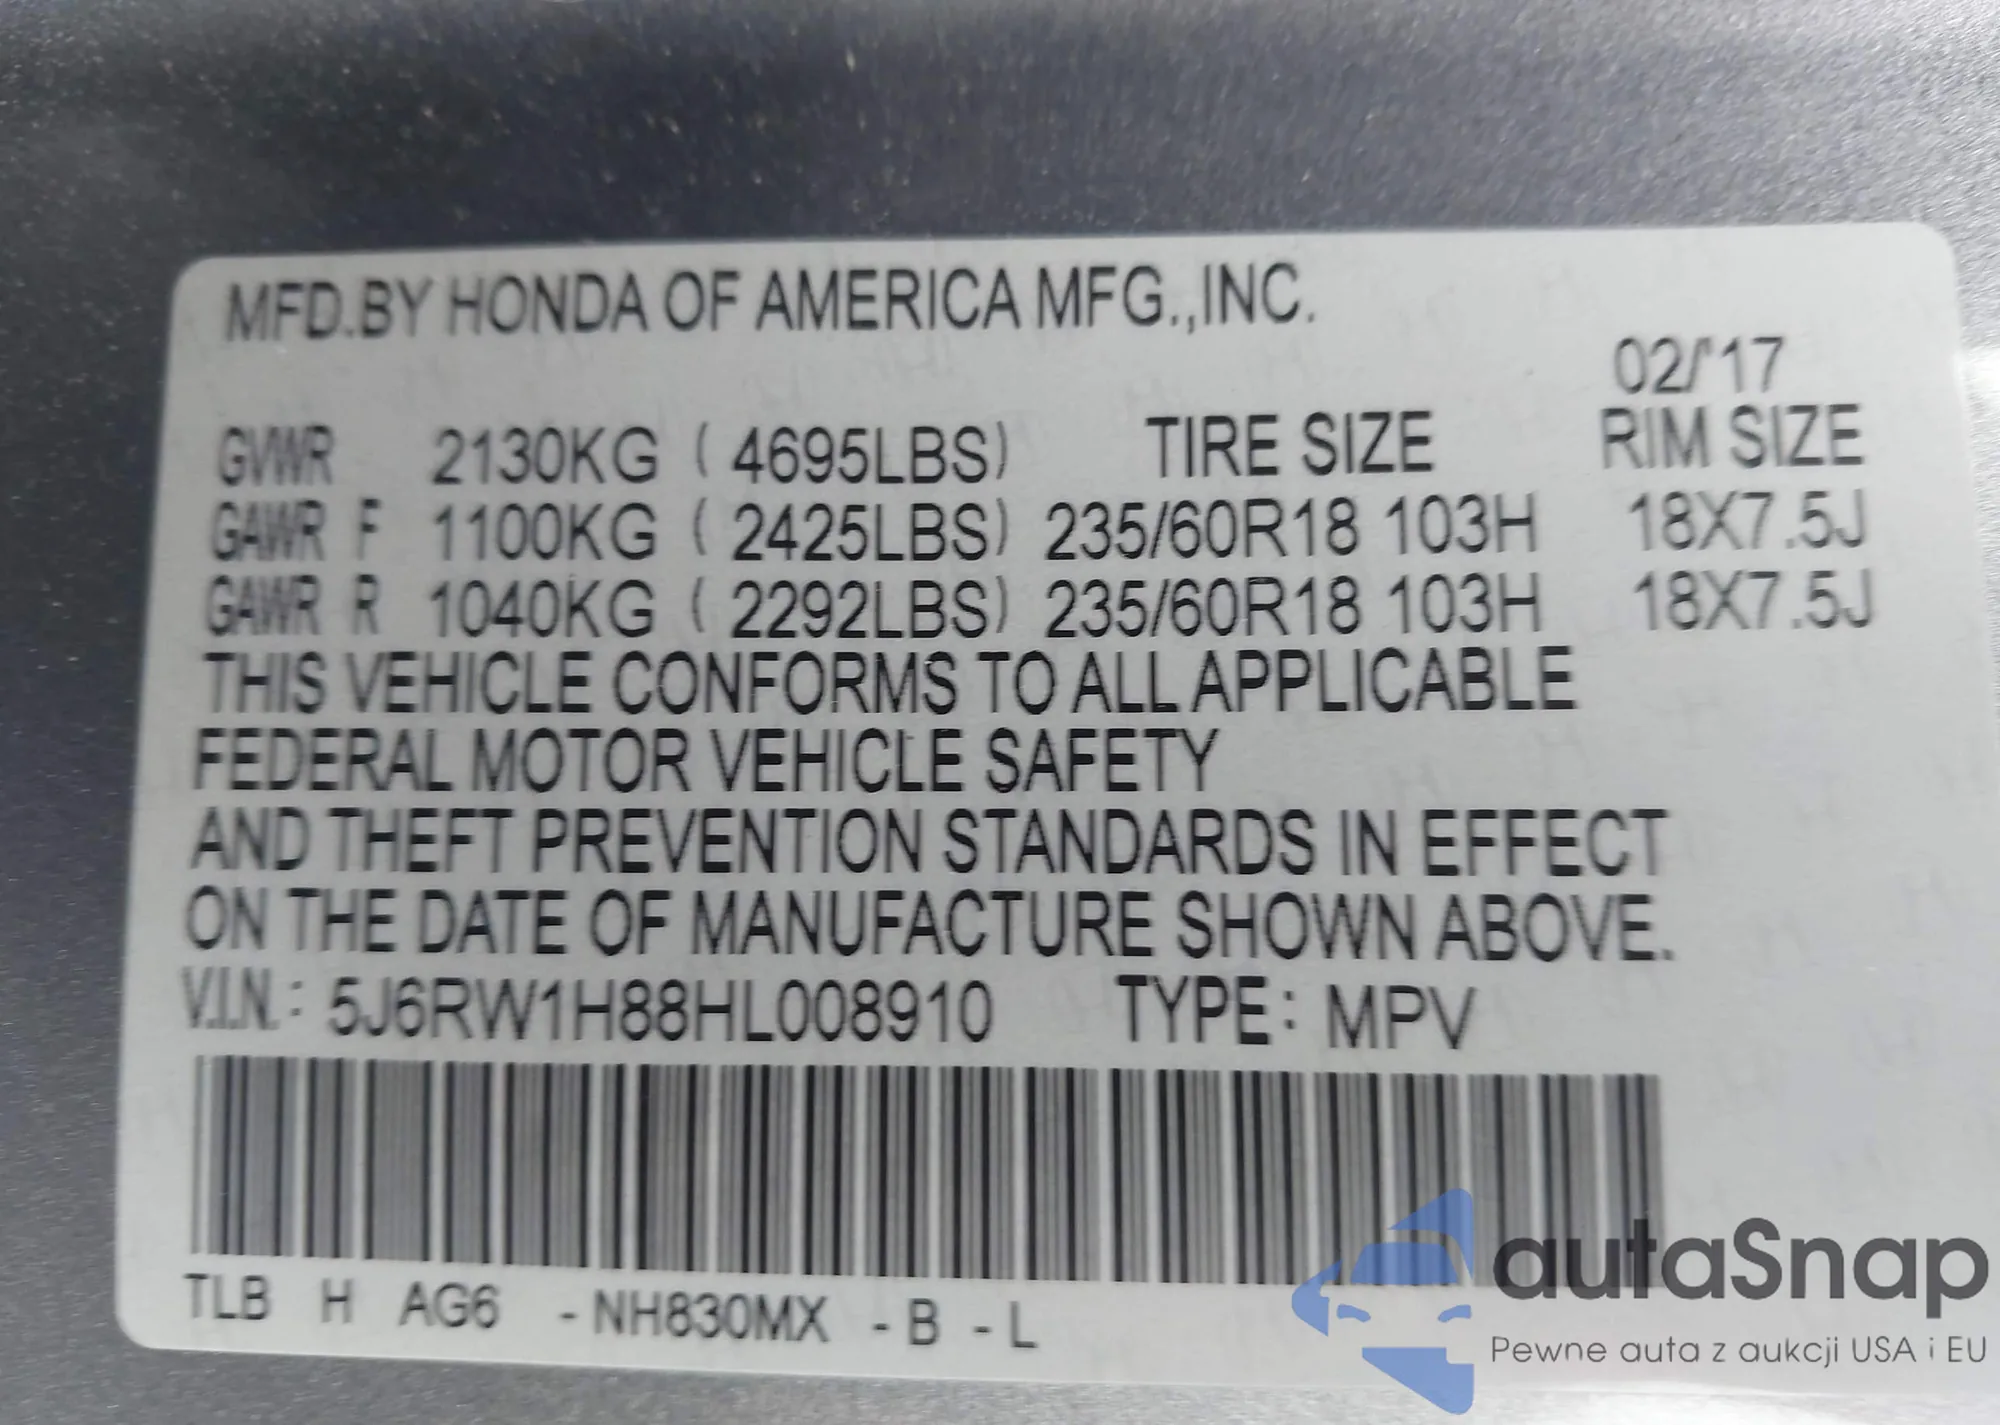 MFD.BY HONDA OF AMERICA MFG.,INC.
02/'17
GVWR 2130KG ( 4695LBS) TIRE SIZE RIM SIZE
GAWR F 1100KG ( 2425LBS) 235/60R18 103H 18X7.5J
GAWR R 1040KG ( 2292LBS) 235/60R18 103H 18X7.5J
THIS VEHICLE CONFORMS TO ALL APPLICABLE
FEDERAL MOTOR VEHICLE SAFETY
AND THEFT PREVENTION STANDARDS IN EFFECT
ON THE DATE OF MANUFACTURE SHOWN ABOVE.
V.I.N.: 5J6RW1H88HL008910 TYPE: MPV
TLB H AG6 -NH830MX -B -L
autaSnap
Pewne auta z aukcji USA i EU